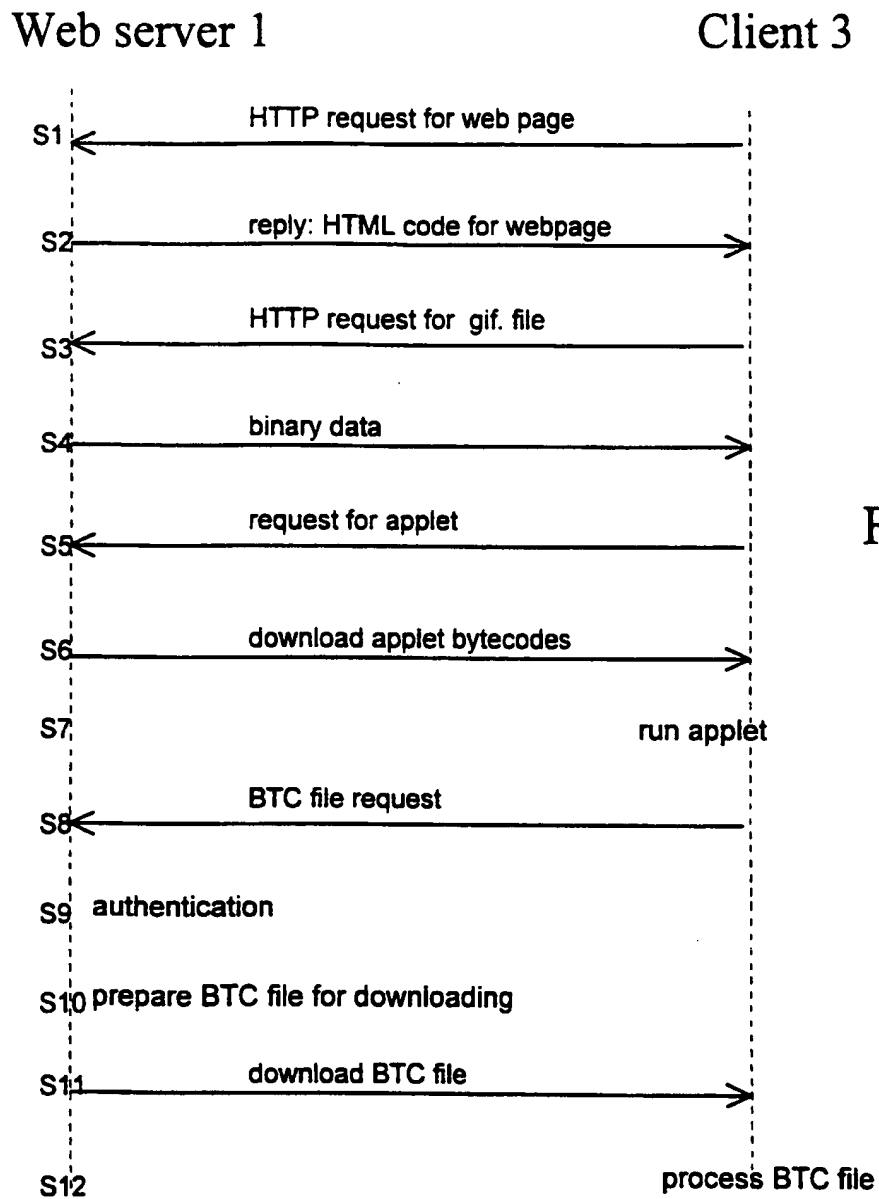 Web server 1 Client 3
S1 HTTP request for web page
S2 reply: HTML code for webpage
S3 HTTP request for gif. file
S4 binary data
S5 request for applet
F
S6 download applet bytecodes
S7 run applet
S8 BTC file request
S9 authentication
S10 prepare BTC file for downloading
S11 download BTC file
S12 process BTC file